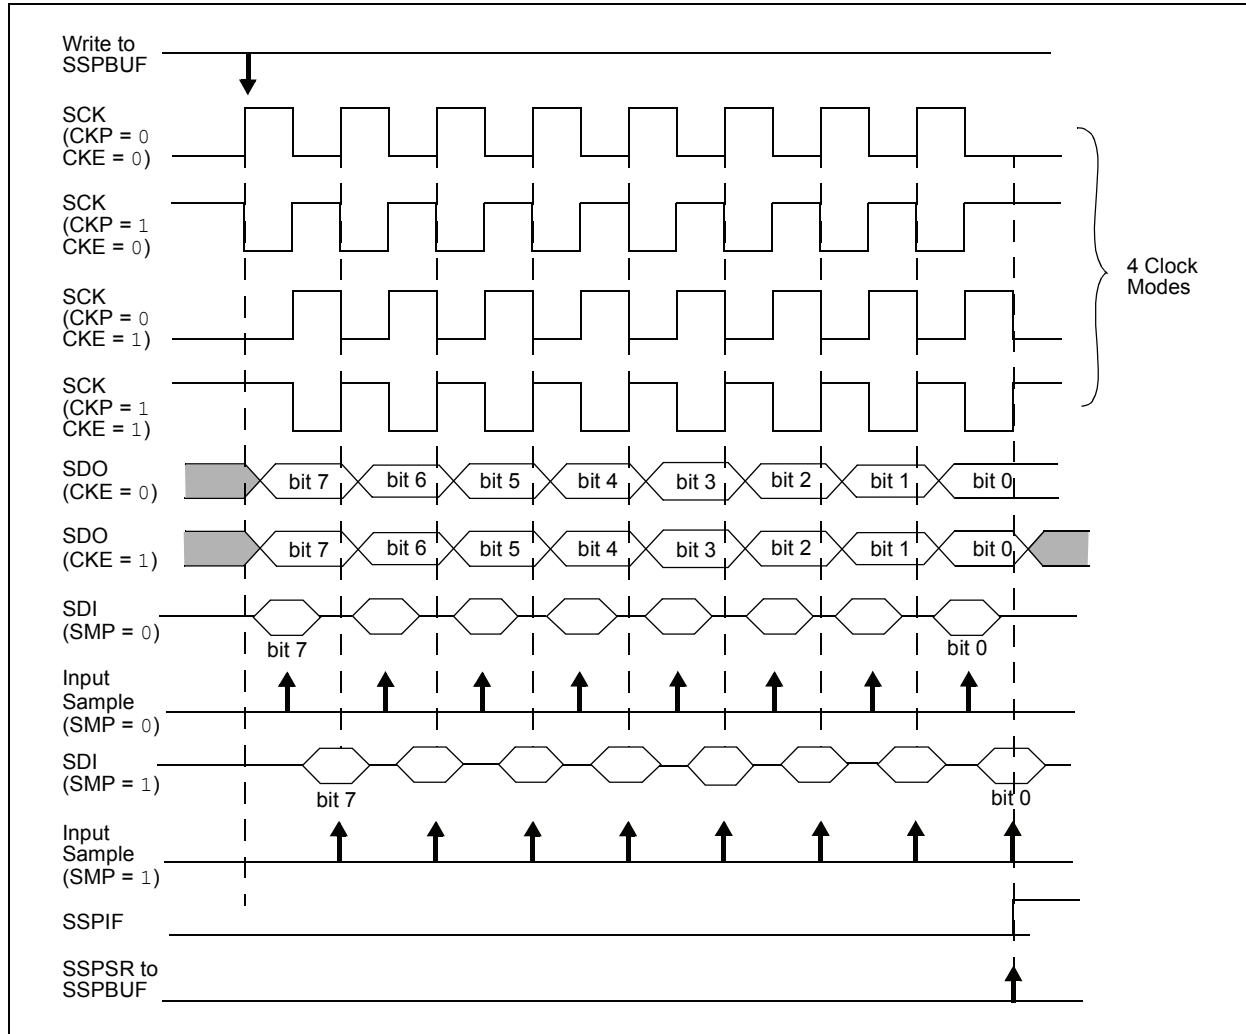 Write to
SSPBUF
SCK
(CKP = 0
CKE = 0)
SCK
(CKP = 1
CKE = 0)
4 Clock
Modes
SCK
(CKP = 0
CKE = 1)
SCK
(CKP = 1
CKE = 1)
SDO
(CKE = 0)
bit 7 bit 6 bit 5 bit 4 bit 3 bit 2 bit 1 bit 0
SDO
(CKE = 1)
bit 7 bit 6 bit 5 bit 4 bit 3 bit 2 bit 1 bit 0
SDI
(SMP = 0)
bit 7 bit 0
Input
Sample
(SMP = 0)
SDI
(SMP = 1)
bit 7 bit 0
Input
Sample
(SMP = 1)
SSPIF
SSPSR to
SSPBUF